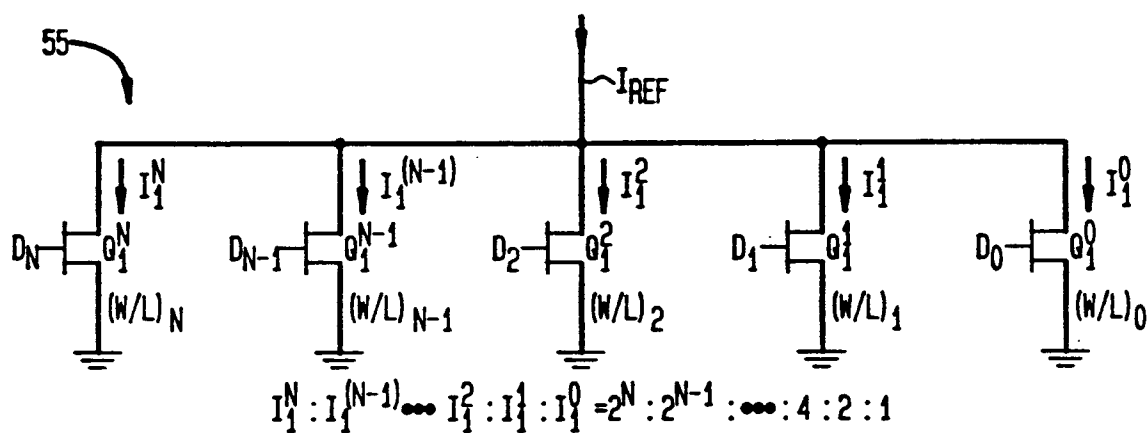 55
I_REF
I_1^N I_1^(N-1) I_1^2 I_1^1 I_1^0
D_N Q_1^N D_N-1 Q_1^N-1 D_2 Q_1^2 D_1 Q_1^1 D_0 Q_1^0
(W/L)_N (W/L)_N-1 (W/L)_2 (W/L)_1 (W/L)_0
I_1^N : I_1^(N-1) ••• I_1^2 : I_1^1 : I_1^0 = 2^N : 2^N-1 : ••• : 4 : 2 : 1